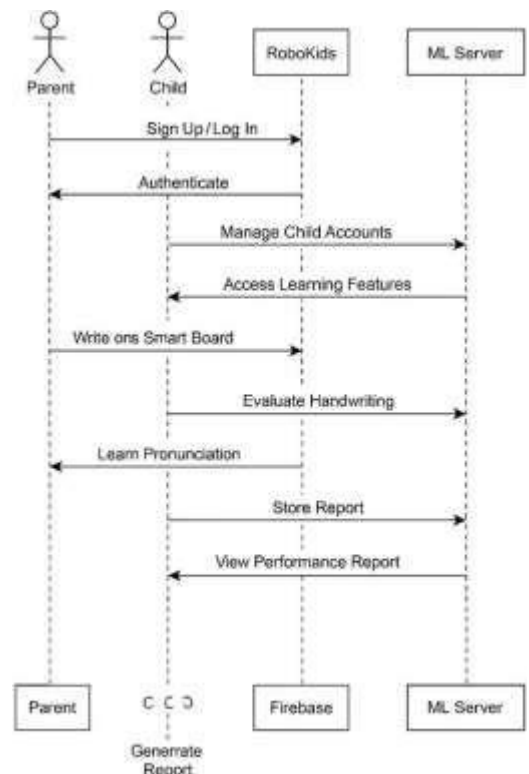 RoboKids
ML Server
Parent
Child
Sign Up/Log In
Authenticate
Manage Child Accounts
Access Learning Features
Write ons Smart Board
Evaluate Handwriting
Learn Pronunciation
Store Report
View Performance Report
Parent
Firebase
ML Server
Genemrate
Report